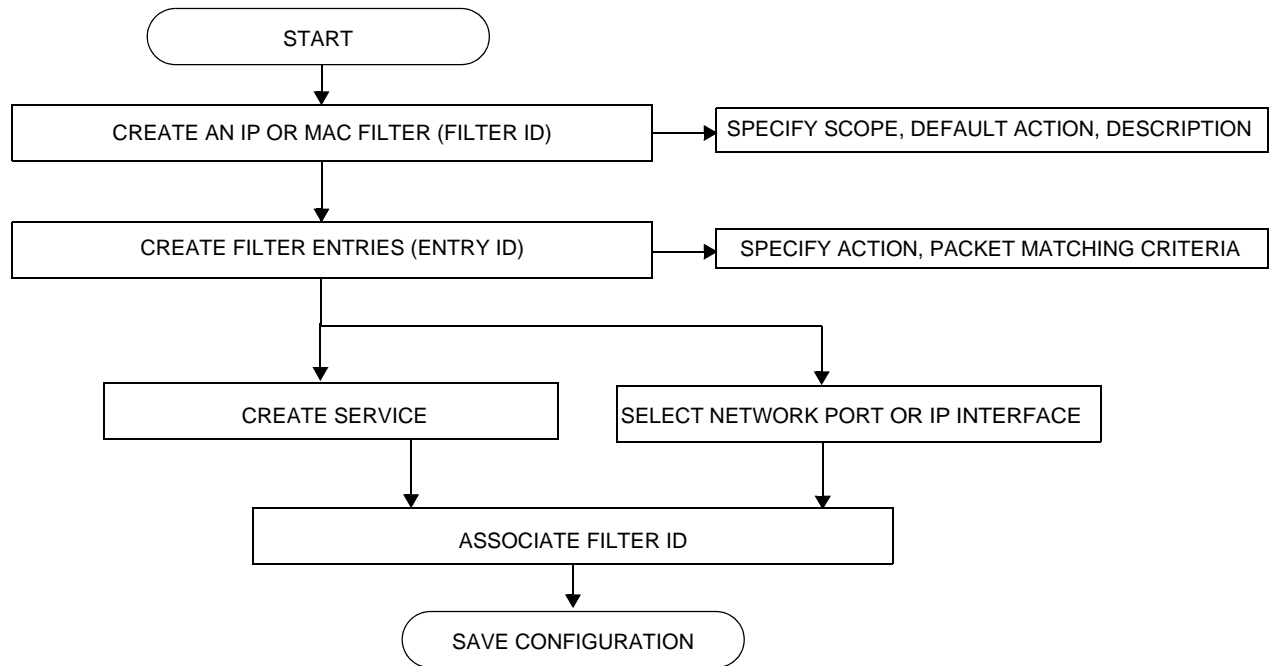 START
CREATE AN IP OR MAC FILTER (FILTER ID)
SPECIFY SCOPE, DEFAULT ACTION, DESCRIPTION
CREATE FILTER ENTRIES (ENTRY ID)
SPECIFY ACTION, PACKET MATCHING CRITERIA
CREATE SERVICE
SELECT NETWORK PORT OR IP INTERFACE
ASSOCIATE FILTER ID
SAVE CONFIGURATION